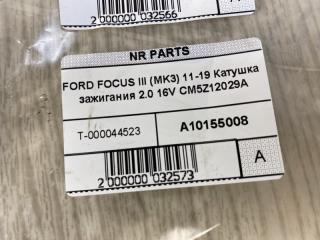 2 000000 032566
NR PARTS
FORD FOCUS III (MK3) 11-19 Катушка
зажигания 2.0 16V CM5Z12029A
T-000044523
A10155008
2 000000 032573
A